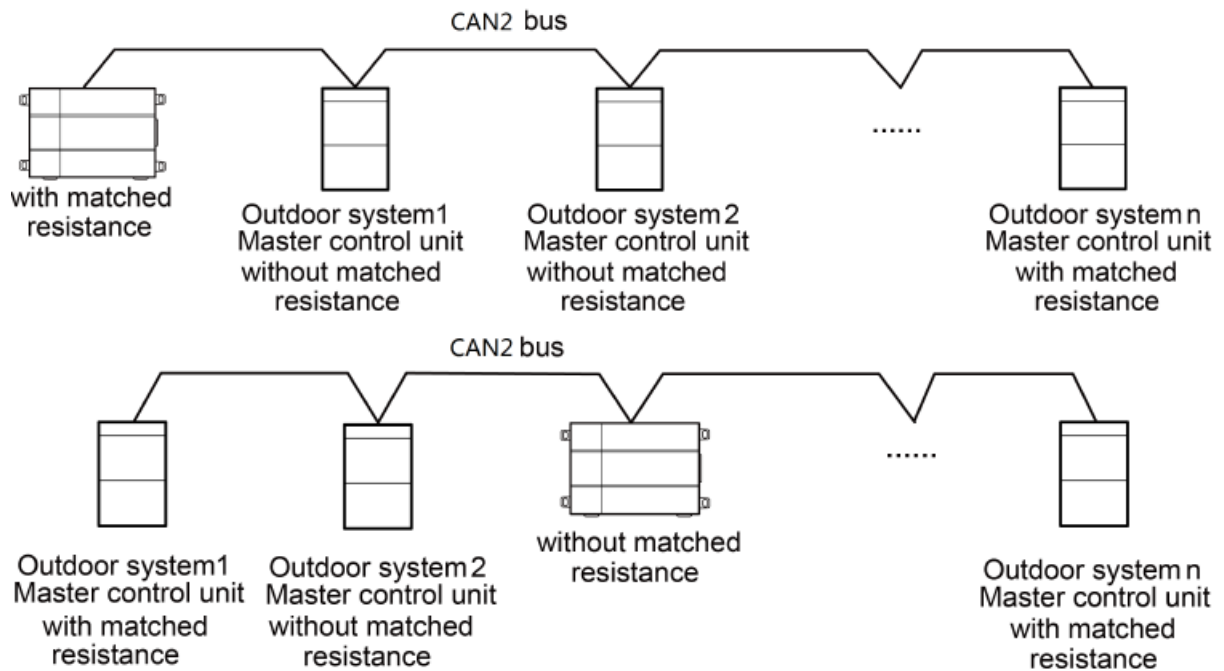 CAN2 bus
with matched
resistance
Outdoor system1
Master control unit
without matched
resistance
Outdoor system 2
Master control unit
without matched
resistance
......
Outdoor system n
Master control unit
with matched
resistance
CAN2 bus
Outdoor system1
Master control unit
with matched
resistance
Outdoor system 2
Master control unit
without matched
resistance
without matched
resistance
......
Outdoor system n
Master control unit
with matched
resistance